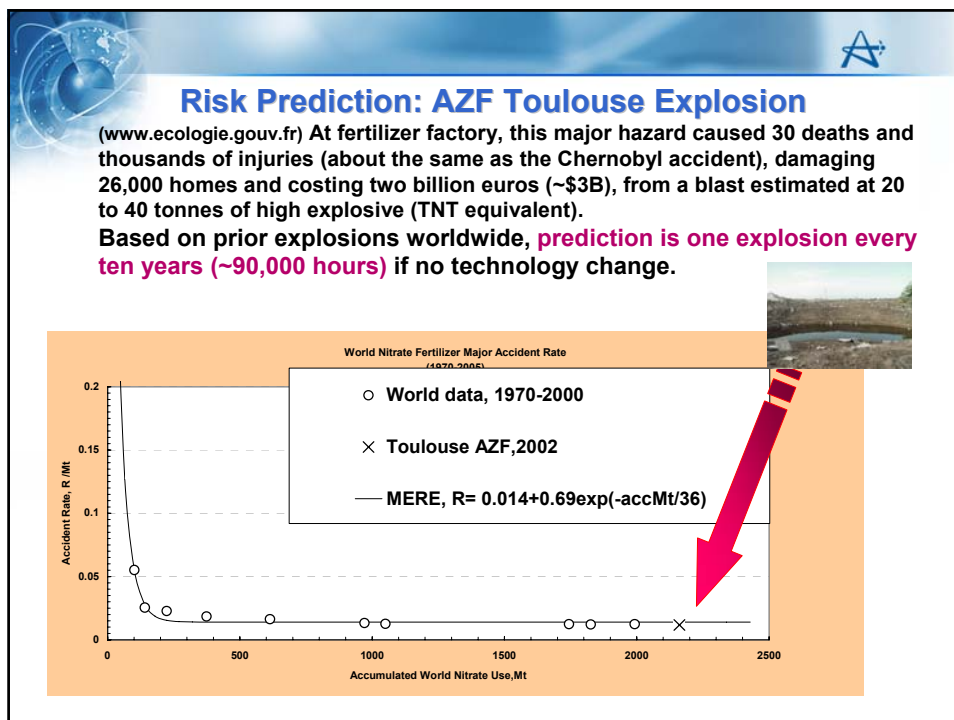 Risk Prediction: AZF Toulouse Explosion
(www.ecologie.gouv.fr) At fertilizer factory, this major hazard caused 30 deaths and
thousands of injuries (about the same as the Chernobyl accident), damaging
26,000 homes and costing two billion euros (~$3B), from a blast estimated at 20
to 40 tonnes of high explosive (TNT equivalent).
Based on prior explosions worldwide, prediction is one explosion every
ten years (~90,000 hours) if no technology change.
World Nitrate Fertilizer Major Accident Rate
(1970-2005)
World data, 1970-2000
Toulouse AZF,2002
MERE, R= 0.014+0.69exp(-accMt/36)
Accident Rate, R /Mt
0.2
0.15
0.1
0.05
0
0 500 1000 1500 2000 2500
Accumulated World Nitrate Use,Mt